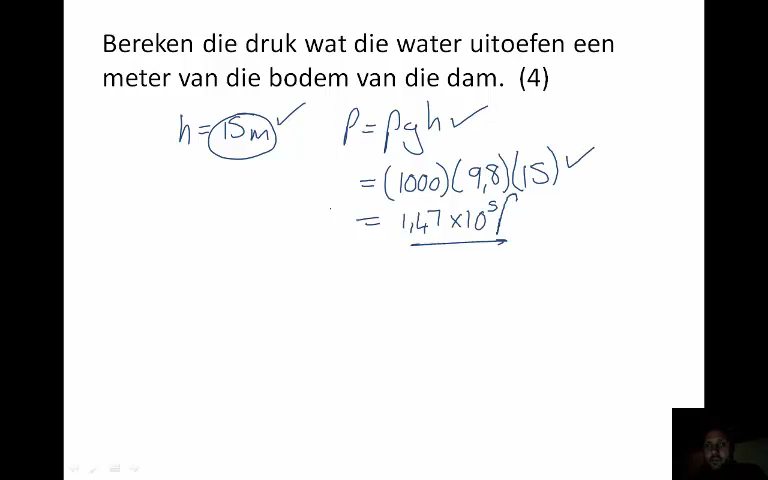 Bereken die druk wat die water uitoefen een
meter van die bodem van die dam. (4)
h = 15m ✓ P = ρgh ✓
= (1000)(9,8)(15) ✓
= 1,47 × 10⁵